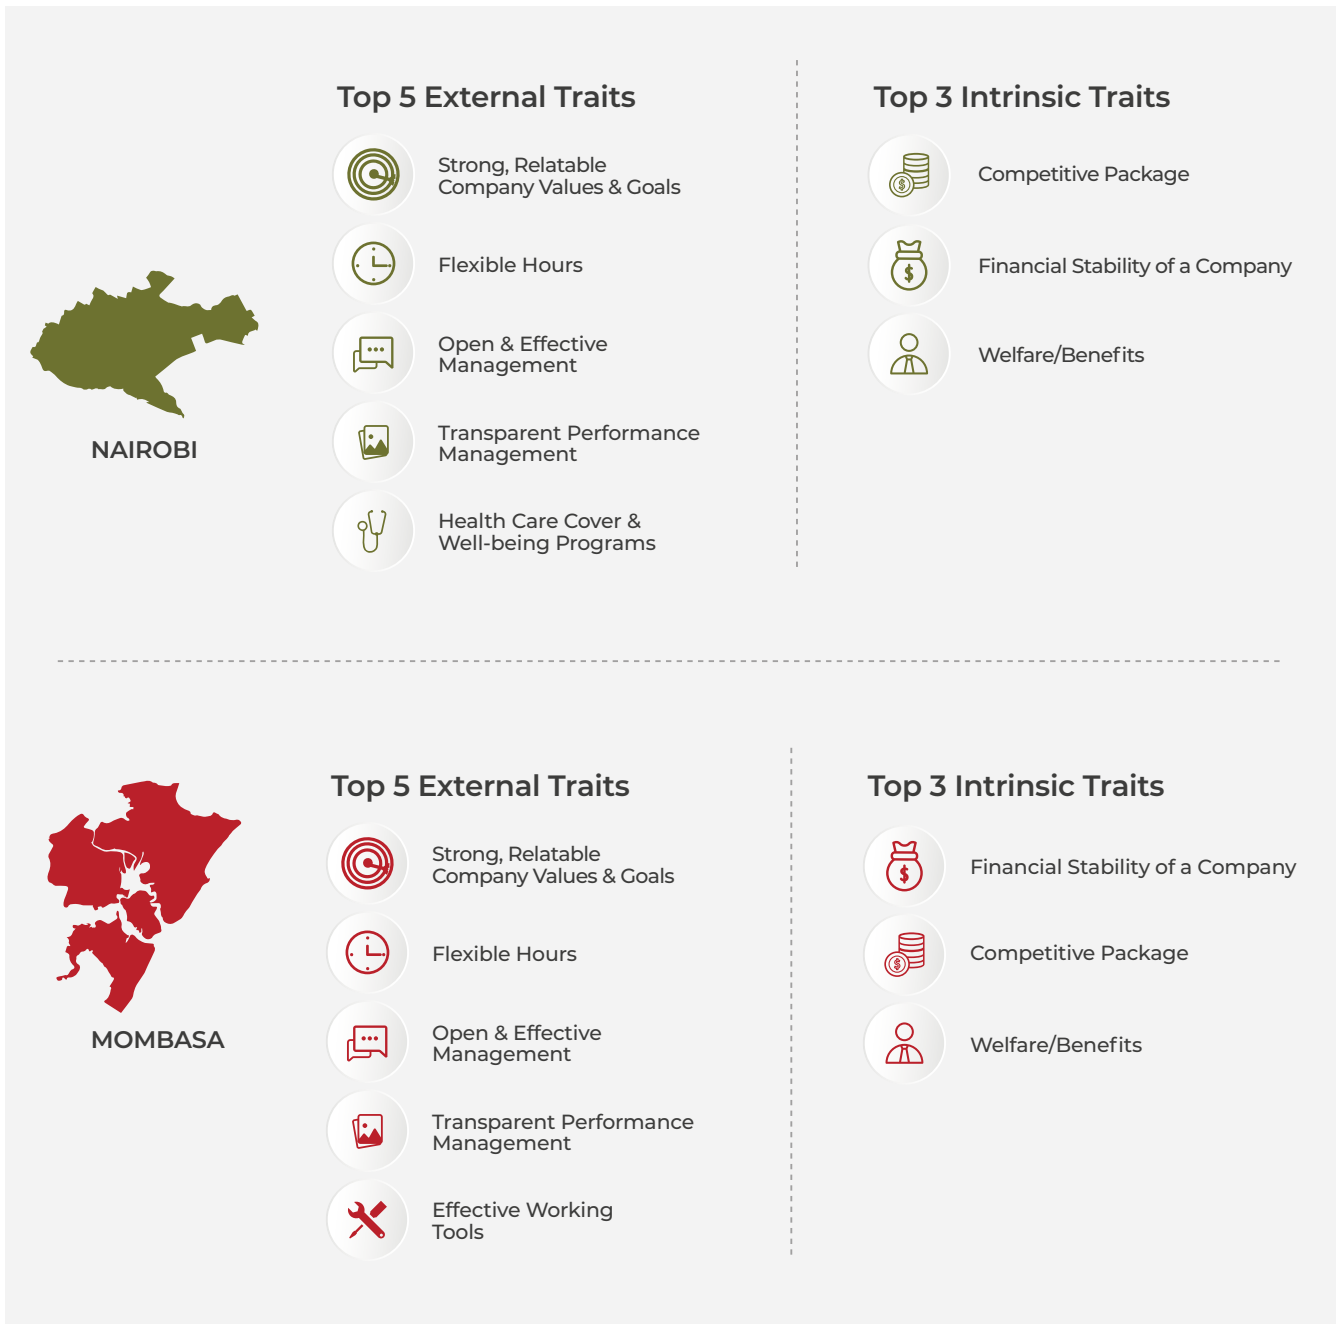 Top 5 External Traits
Strong, Relatable
Company Values & Goals
Flexible Hours
Open & Effective
Management
Transparent Performance
Management
Health Care Cover &
Well-being Programs
Top 3 Intrinsic Traits
Competitive Package
Financial Stability of a Company
Welfare/Benefits
NAIROBI
Top 5 External Traits
Strong, Relatable
Company Values & Goals
Flexible Hours
Open & Effective
Management
Transparent Performance
Management
Effective Working
Tools
Top 3 Intrinsic Traits
Financial Stability of a Company
Competitive Package
Welfare/Benefits
MOMBASA